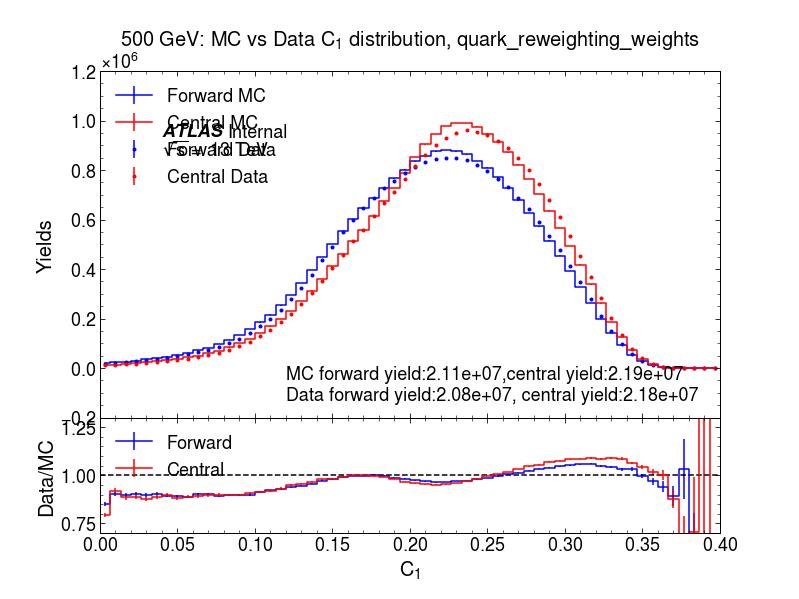 500 GeV: MC vs Data C₁ distribution, quark_reweighting_weights
×10⁶
1.2
1.0
0.8
0.6
0.4
0.2
0.0
0.2
Yields
Forward MC
Central MC
ATLAS Internal
√s = 13 TeV
Forward Data
Central Data
MC forward yield:2.11e+07,central yield:2.19e+07
Data forward yield:2.08e+07, central yield:2.18e+07
1.25
1.00
0.75
Data/MC
Forward
Central
0.00 0.05 0.10 0.15 0.20 0.25 0.30 0.35 0.40
C₁